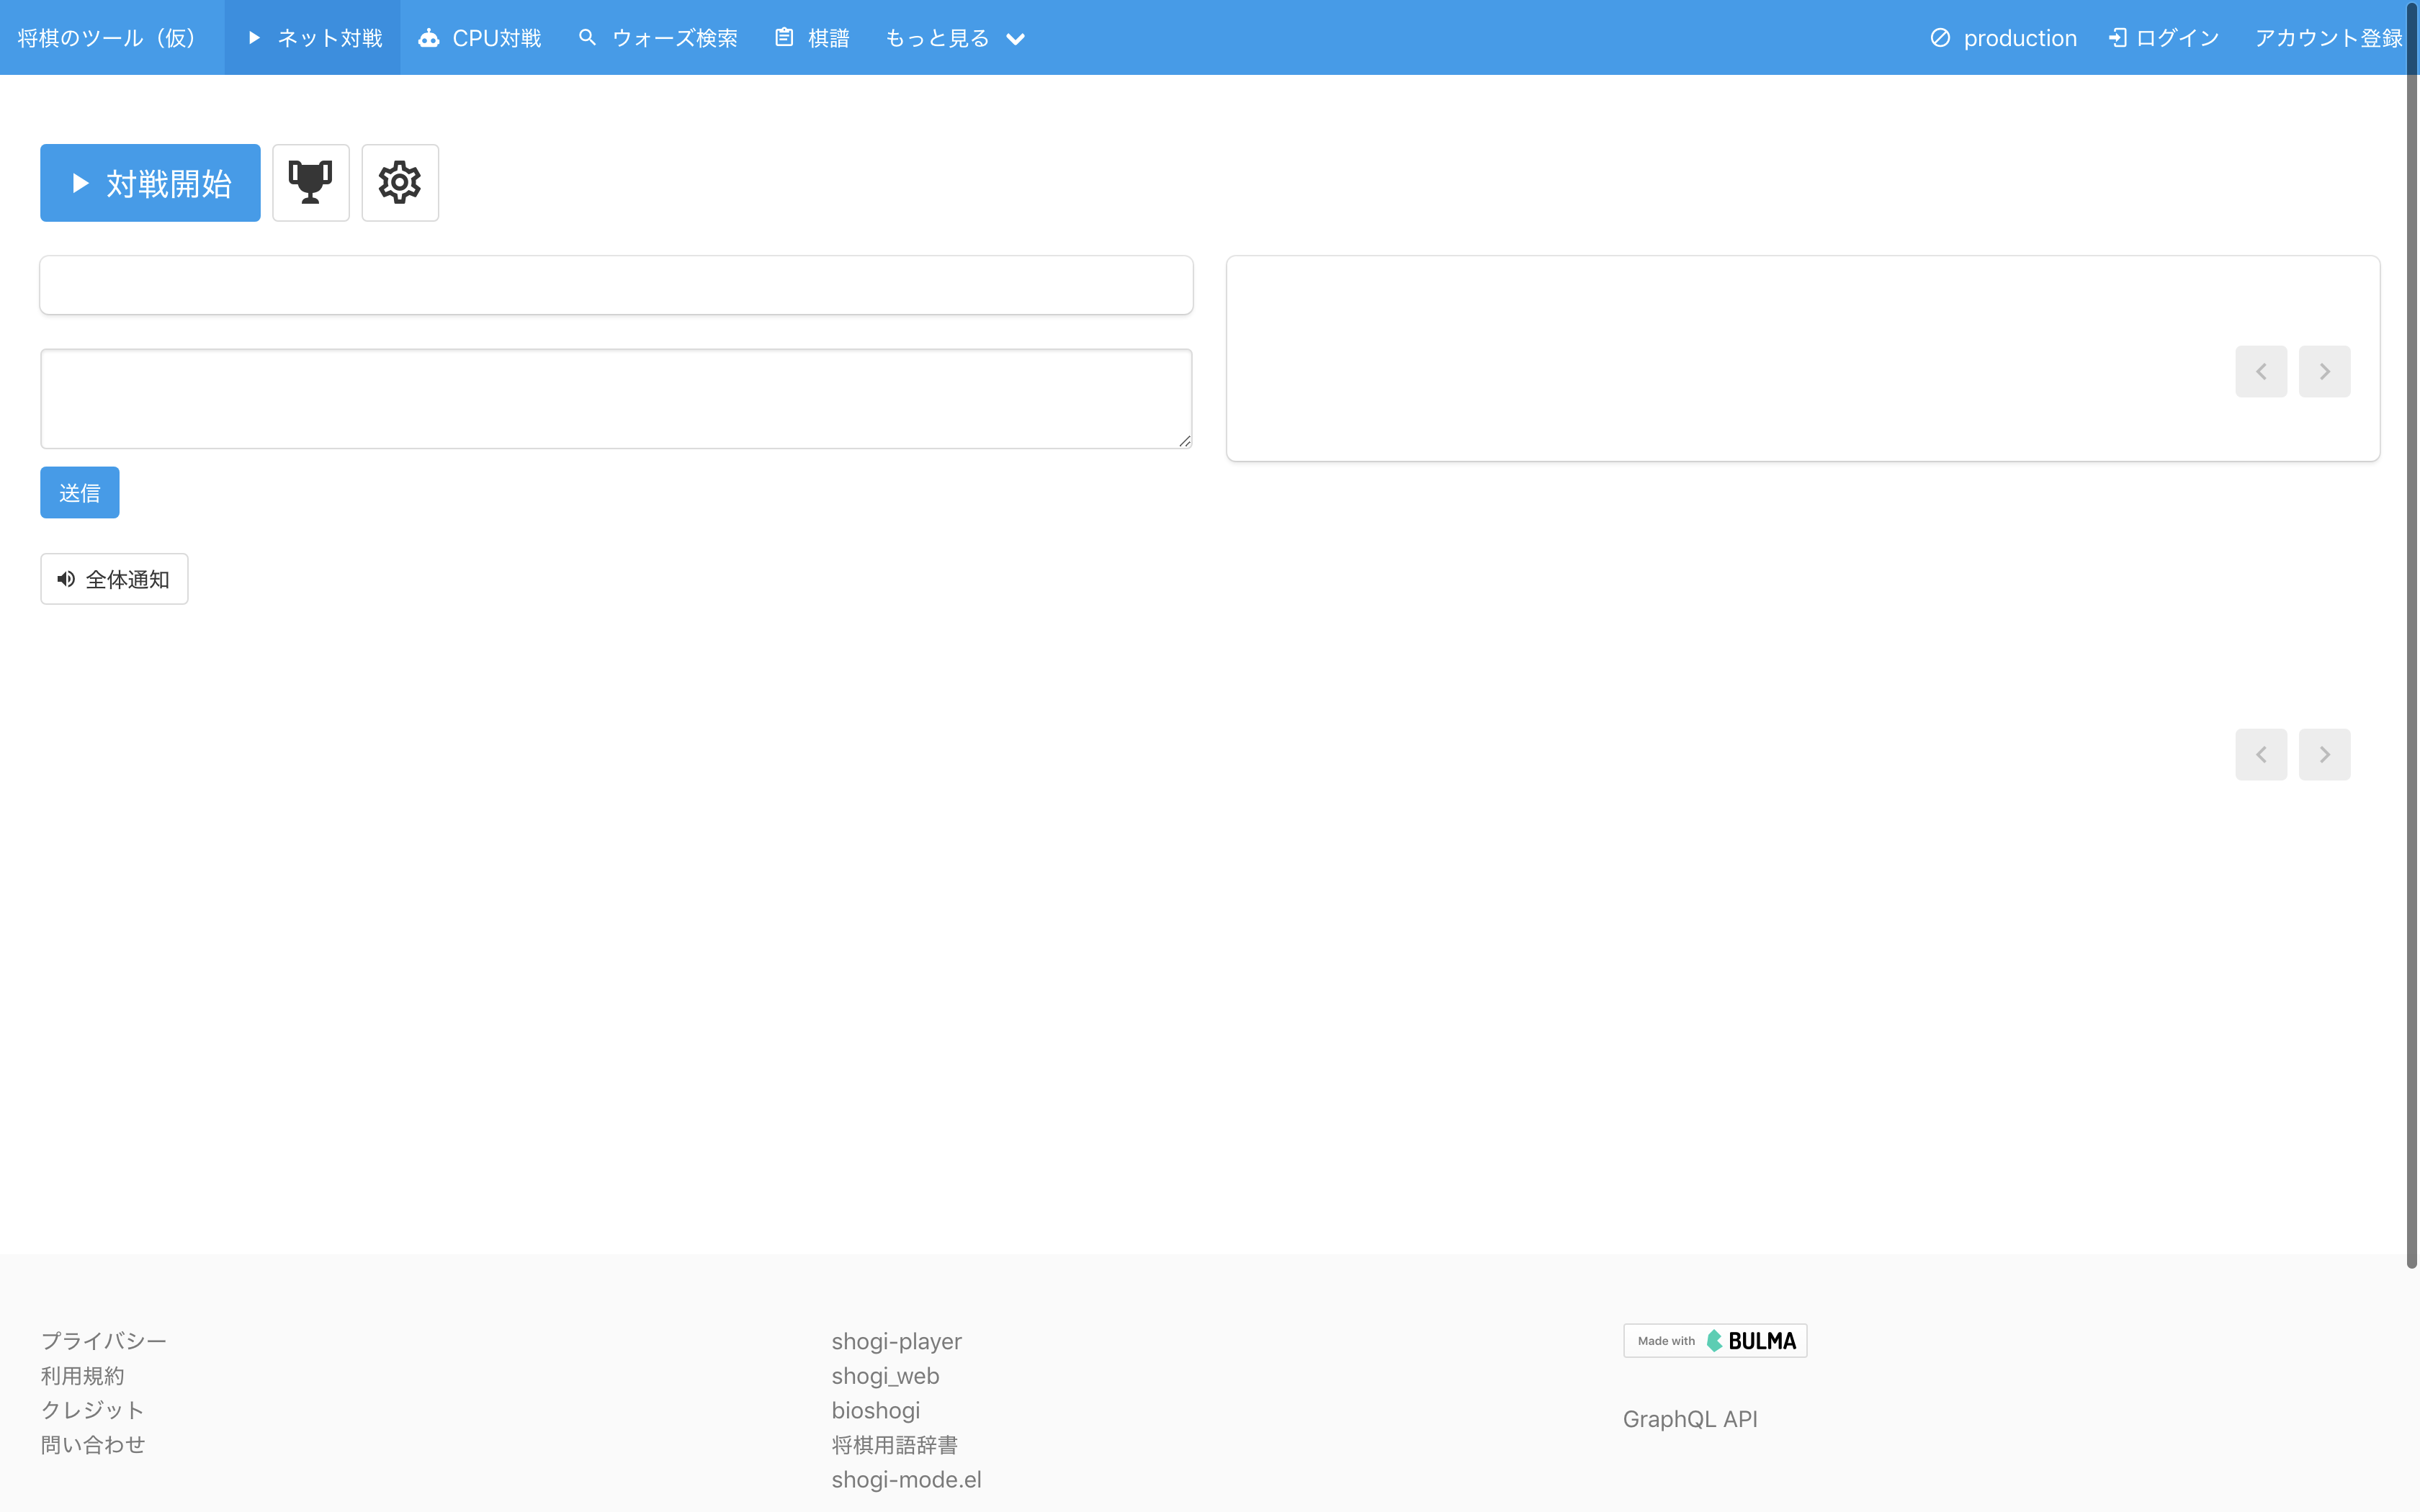 将棋のツール（仮） ネット対戦 CPU対戦 ウォーズ検索 棋譜 もっと見る production ログイン アカウント登録
対戦開始
送信
全体通知
プライバシー
利用規約
クレジット
問い合わせ
shogi-player
shogi_web
bioshogi
将棋用語辞書
shogi-mode.el
Made with BULMA
GraphQL API